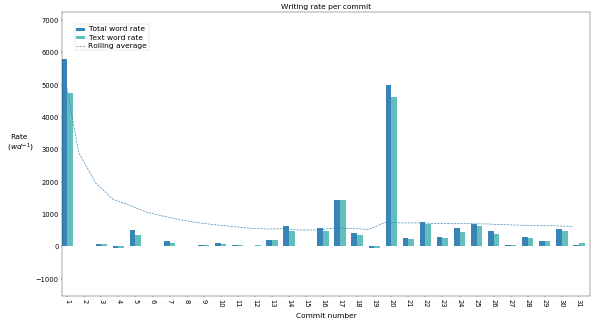 Writing rate per commit
Total word rate
Text word rate
Rolling average
Rate
(wd⁻¹)
7000
6000
5000
4000
3000
2000
1000
0
−1000
1 2 3 4 5 6 7 8 9 10 11 12 13 14 15 16 17 18 19 20 21 22 23 24 25 26 27 28 29 30 31
Commit number